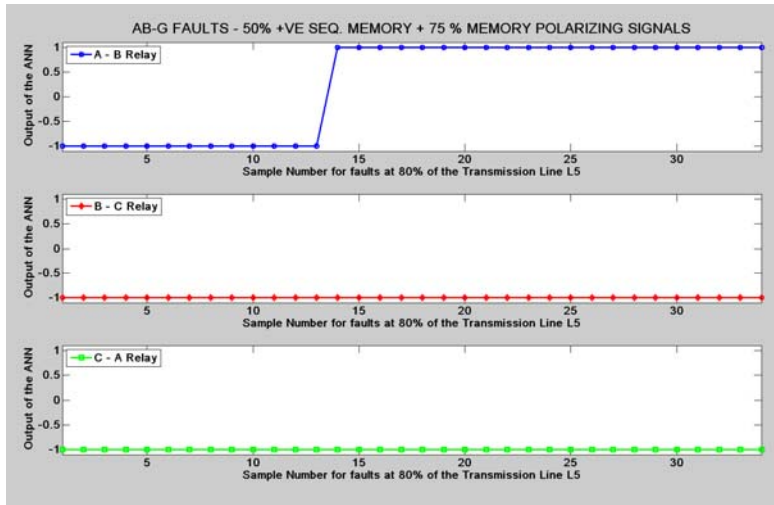 AB-G FAULTS - 50% +VE SEQ. MEMORY + 75 % MEMORY POLARIZING SIGNALS
Output of the ANN
1
0.5
0
-0.5
-1
A - B Relay
5 10 15 20 25 30
Sample Number for faults at 80% of the Transmission Line L5
Output of the ANN
1
0.5
0
-0.5
-1
B - C Relay
5 10 15 20 25 30
Sample Number for faults at 80% of the Transmission Line L5
Output of the ANN
1
0.5
0
-0.5
-1
C - A Relay
5 10 15 20 25 30
Sample Number for faults at 80% of the Transmission Line L5